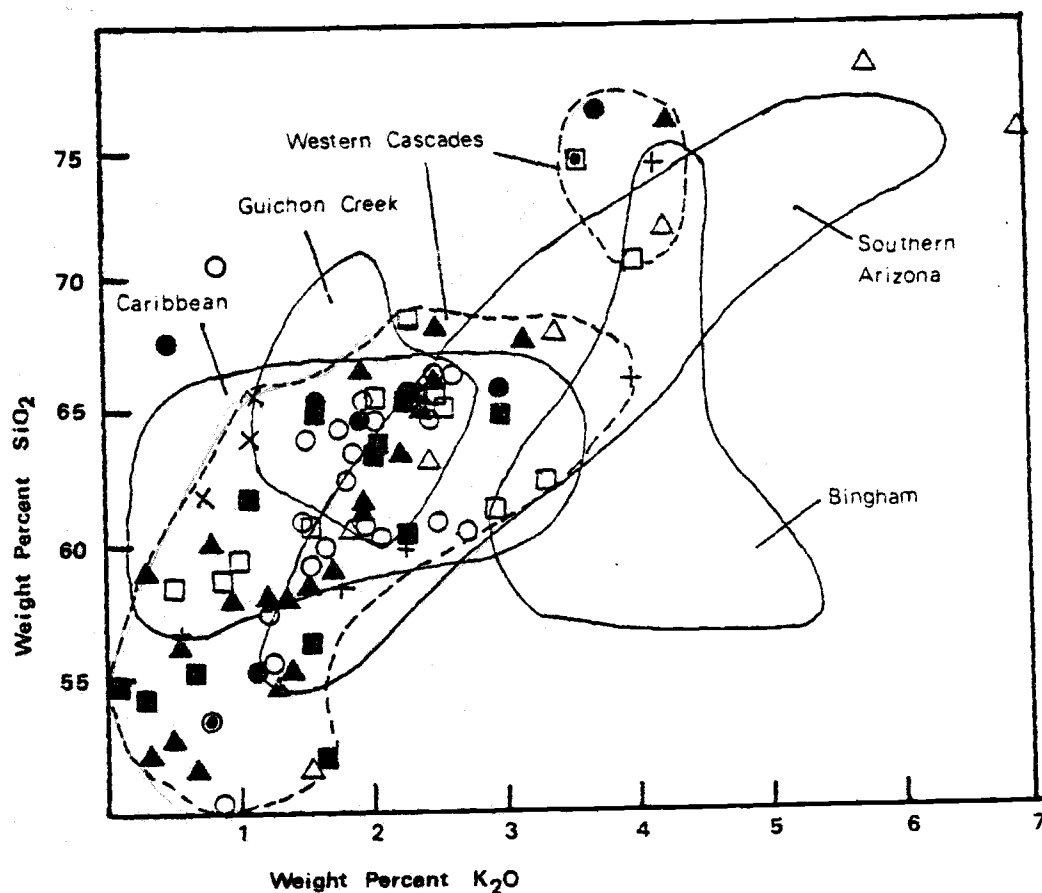 Western Cascades
Guichon Creek
Caribbean
Southern
Arizona
Bingham
75
70
65
60
55
Weight Percent SiO2
1 2 3 4 5 6 7
Weight Percent K2O